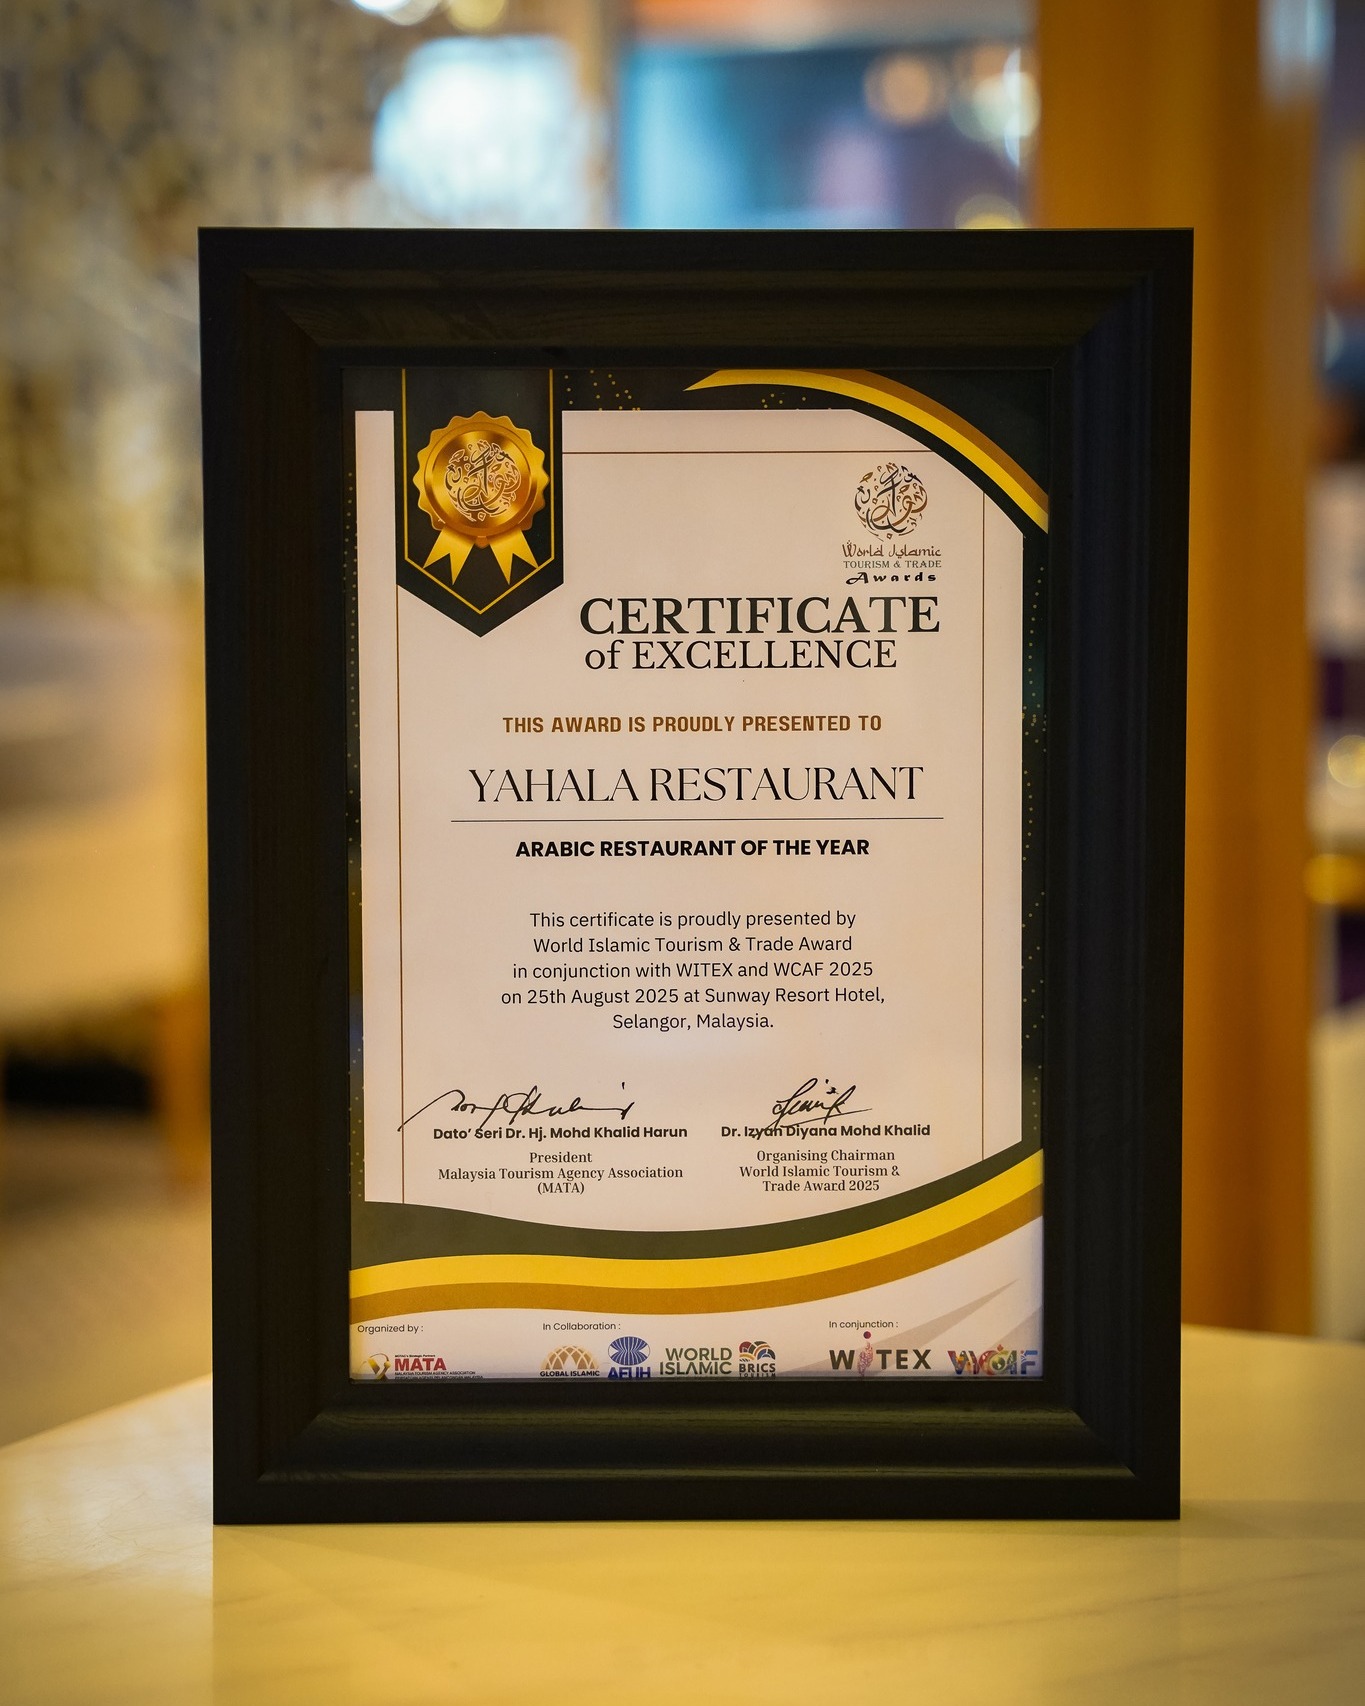 World Islamic
TOURISM & TRADE
Awards
CERTIFICATE
of EXCELLENCE
THIS AWARD IS PROUDLY PRESENTED TO
YAHALA RESTAURANT
ARABIC RESTAURANT OF THE YEAR
This certificate is proudly presented by
World Islamic Tourism & Trade Award
in conjunction with WITEX and WCAF 2025
on 25th August 2025 at Sunway Resort Hotel,
Selangor, Malaysia.
Dato' Seri Dr. Hj. Mohd Khalid Harun
President
Malaysia Tourism Agency Association
(MATA)
Dr. Izyan Diyana Mohd Khalid
Organising Chairman
World Islamic Tourism &
Trade Award 2025
Organized by :
MATA
In Collaboration :
GLOBAL ISLAMIC
WORLD
ISLAMIC
BRICS
In conjunction :
WITEX
WCAF